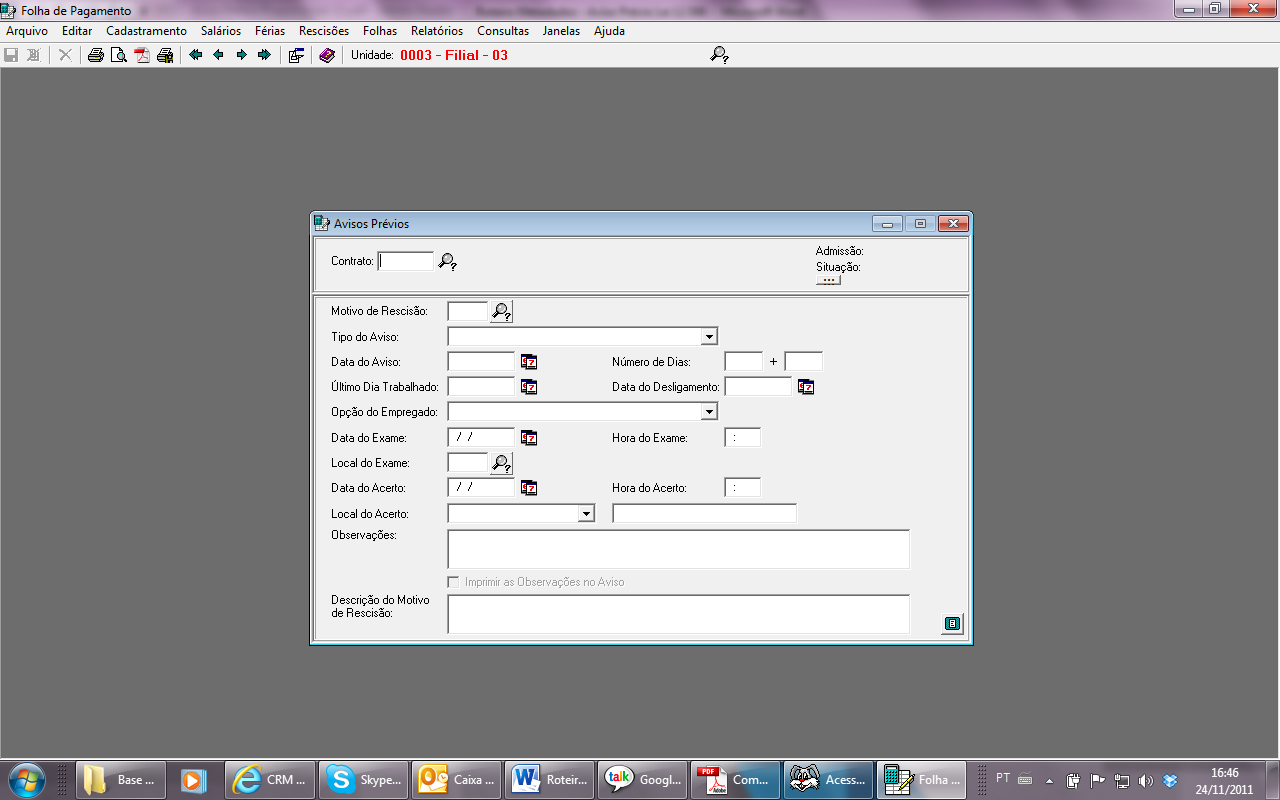 Folha de Pagamento
Arquivo Editar Cadastramento Salários Férias Rescisões Folhas Relatórios Consultas Janelas Ajuda
Unidade: 0003 - Filial - 03
Avisos Prévios
Contrato:
Admissão:
Situação:
...
Motivo de Rescisão:
Tipo do Aviso:
Data do Aviso: Número de Dias: +
Último Dia Trabalhado: Data do Desligamento:
Opção do Empregado:
Data do Exame: / / Hora do Exame: :
Local do Exame:
Data do Acerto: / / Hora do Acerto: :
Local do Acerto:
Observações:
Imprimir as Observações no Aviso
Descrição do Motivo
de Rescisão:
Base ... CRM ... Skype... Caixa ... Roteir... talk Googl... PDF Adobe Com... Acess... Folha ... PT 16:46
24/11/2011